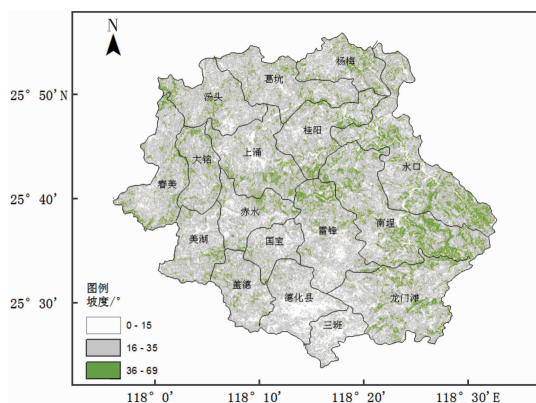 N
杨梅
葛坑
25° 50′N
汤头
桂阳
上涌
大铭
水口
25° 40′
春美
赤水
南埕
雷锋
美湖
国宝
图例
盖德
坡度/°
德化县
龙门滩
25° 30′
三班
0 - 15
16 - 35
36 - 69
118° 0′
118° 10′
118° 20′
118° 30′E